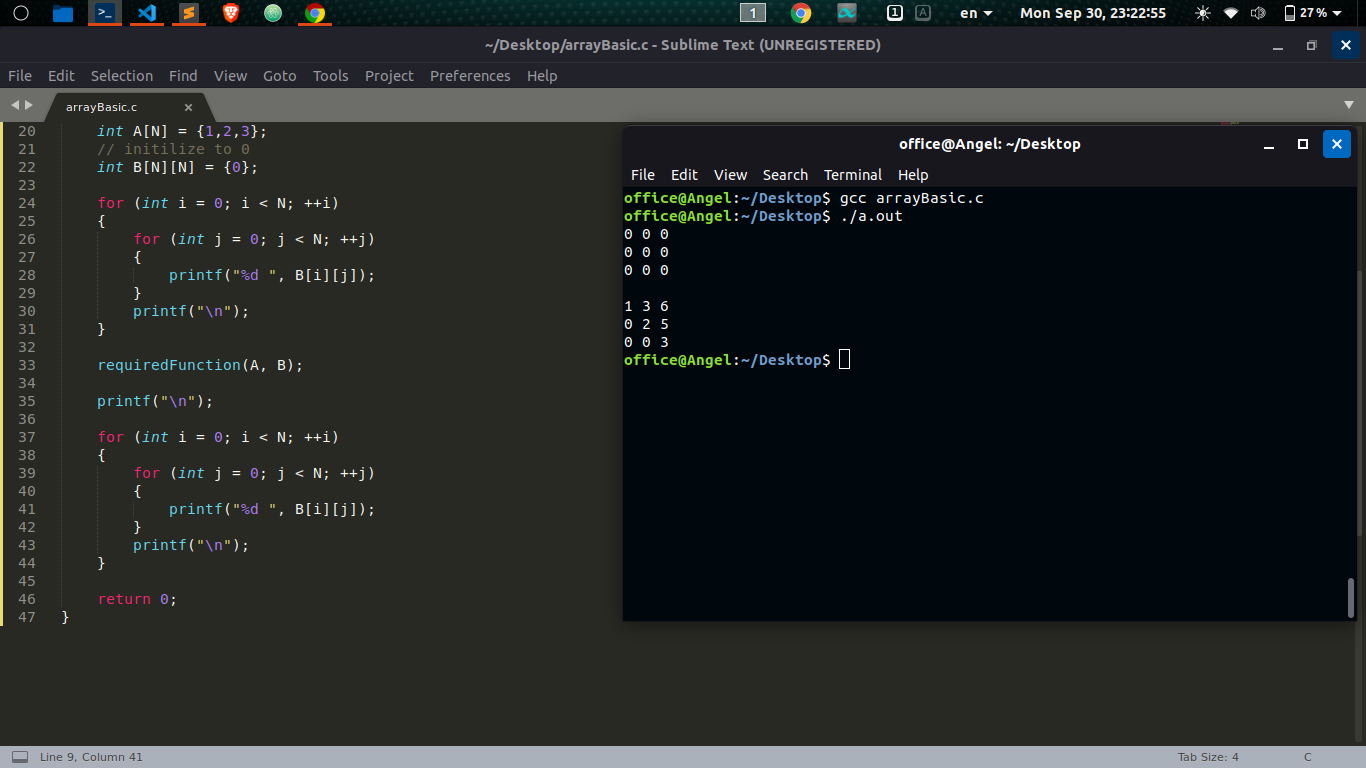 1
1
A
en
Mon Sep 30, 23:22:55
27 %
~/Desktop/arrayBasic.c - Sublime Text (UNREGISTERED)
File Edit Selection Find View Goto Tools Project Preferences Help
arrayBasic.c
20 int A[N] = {1,2,3};
21 // initilize to 0
22 int B[N][N] = {0};
23
24 for (int i = 0; i < N; ++i)
25 {
26 for (int j = 0; j < N; ++j)
27 {
28 printf("%d ", B[i][j]);
29 }
30 printf("\n");
31 }
32
33 requiredFunction(A, B);
34
35 printf("\n");
36
37 for (int i = 0; i < N; ++i)
38 {
39 for (int j = 0; j < N; ++j)
40 {
41 printf("%d ", B[i][j]);
42 }
43 printf("\n");
44 }
45
46 return 0;
47 }
office@Angel: ~/Desktop
File Edit View Search Terminal Help
office@Angel:~/Desktop$ gcc arrayBasic.c
office@Angel:~/Desktop$ ./a.out
0 0 0
0 0 0
0 0 0
1 3 6
0 2 5
0 0 3
office@Angel:~/Desktop$
Line 9, Column 41
Tab Size: 4
C